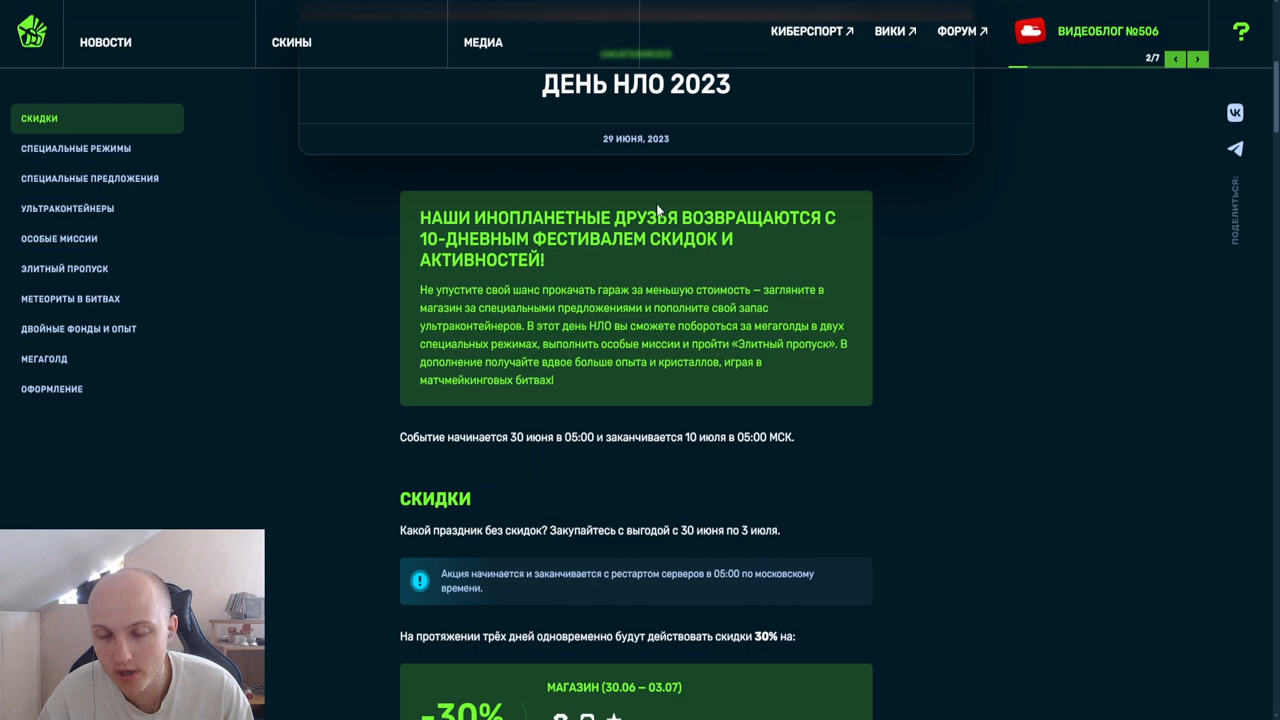 НОВОСТИ
СКИНЫ
МЕДИА
КИБЕРСПОРТ
ВИКИ
ФОРУМ
ВИДЕОБЛОГ №506
?
2/7
UNCATEGORIZED
ДЕНЬ НЛО 2023
29 ИЮНЯ, 2023
СКИДКИ
СПЕЦИАЛЬНЫЕ РЕЖИМЫ
СПЕЦИАЛЬНЫЕ ПРЕДЛОЖЕНИЯ
УЛЬТРАКОНТЕЙНЕРЫ
ОСОБЫЕ МИССИИ
ЭЛИТНЫЙ ПРОПУСК
МЕТЕОРИТЫ В БИТВАХ
ДВОЙНЫЕ ФОНДЫ И ОПЫТ
МЕГАГОЛД
ОФОРМЛЕНИЕ
НАШИ ИНОПЛАНЕТНЫЕ ДРУЗЬЯ ВОЗВРАЩАЮТСЯ С
10-ДНЕВНЫМ ФЕСТИВАЛЕМ СКИДОК И
АКТИВНОСТЕЙ!
Не упустите свой шанс прокачать гараж за меньшую стоимость — загляните в
магазин за специальными предложениями и пополните свой запас
ультраконтейнеров. В этот день НЛО вы сможете побороться за мегаголды в двух
специальных режимах, выполнить особые миссии и пройти «Элитный пропуск». В
дополнение получайте вдвое больше опыта и кристаллов, играя в
матчмейкинговых битвах!
Событие начинается 30 июня в 05:00 и заканчивается 10 июля в 05:00 МСК.
СКИДКИ
Какой праздник без скидок? Закупайтесь с выгодой с 30 июня по 3 июля.
Акция начинается и заканчивается с рестартом серверов в 05:00 по московскому
времени.
На протяжении трёх дней одновременно будут действовать скидки 30% на:
МАГАЗИН (30.06 – 03.07)
-30%
ПОДЕЛИТЬСЯ: